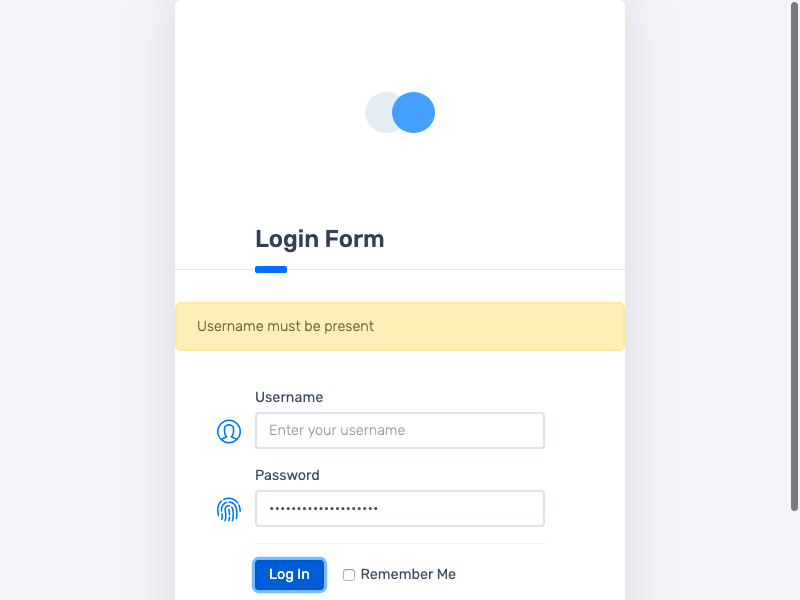 Login Form
Username must be present
Username
Enter your username
Password
••••••••••••••••••••
Log In
Remember Me